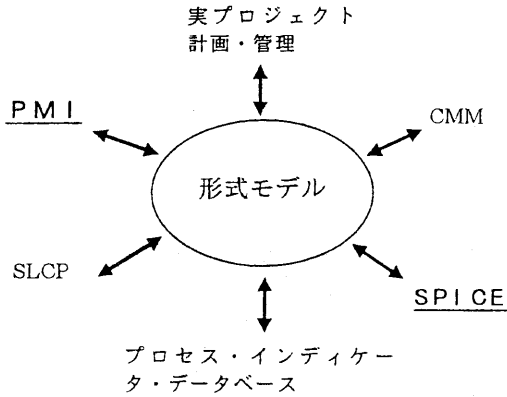 実プロジェクト
計画・管理
PMI
CMM
形式モデル
SLCP
SPICE
プロセス・インディケー
タ・データベース